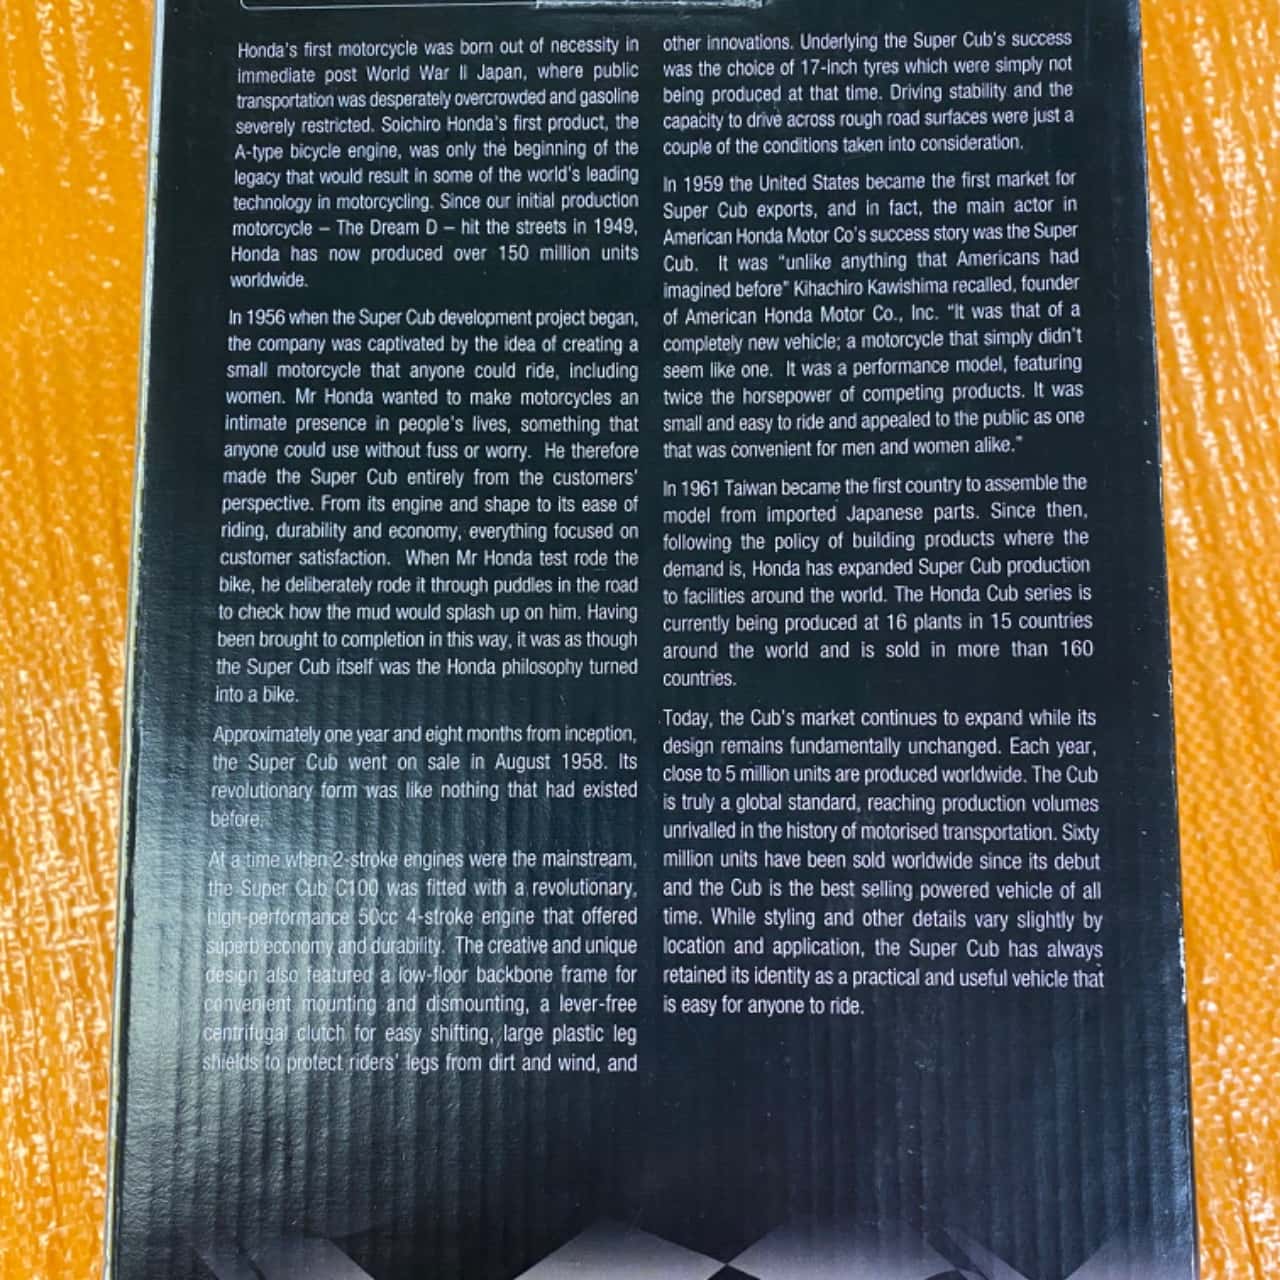 Honda's first motorcycle was born out of necessity in
immediate post World War II Japan, where public
transportation was desperately overcrowded and gasoline
severely restricted. Soichiro Honda's first product, the
A-type bicycle engine, was only the beginning of the
legacy that would result in some of the world's leading
technology in motorcycling. Since our initial production
motorcycle – The Dream D – hit the streets in 1949,
Honda has now produced over 150 million units
worldwide.
In 1956 when the Super Cub development project began,
the company was captivated by the idea of creating a
small motorcycle that anyone could ride, including
women. Mr Honda wanted to make motorcycles an
intimate presence in people's lives, something that
anyone could use without fuss or worry. He therefore
made the Super Cub entirely from the customers'
perspective. From its engine and shape to its ease of
riding, durability and economy, everything focused on
customer satisfaction. When Mr Honda test rode the
bike, he deliberately rode it through puddles in the road
to check how the mud would splash up on him. Having
been brought to completion in this way, it was as though
the Super Cub itself was the Honda philosophy turned
into a bike.
Approximately one year and eight months from inception,
the Super Cub went on sale in August 1958. Its
revolutionary form was like nothing that had existed
before.
At a time when 2-stroke engines were the mainstream,
the Super Cub C100 was fitted with a revolutionary,
high-performance 50cc 4-stroke engine that offered
superb economy and durability. The creative and unique
design also featured a low-floor backbone frame for
convenient mounting and dismounting, a lever-free
centrifugal clutch for easy shifting, large plastic leg
shields to protect riders' legs from dirt and wind, and
other innovations. Underlying the Super Cub's success
was the choice of 17-inch tyres which were simply not
being produced at that time. Driving stability and the
capacity to drive across rough road surfaces were just a
couple of the conditions taken into consideration.
In 1959 the United States became the first market for
Super Cub exports, and in fact, the main actor in
American Honda Motor Co's success story was the Super
Cub. It was "unlike anything that Americans had
imagined before" Kihachiro Kawishima recalled, founder
of American Honda Motor Co., Inc. "It was that of a
completely new vehicle; a motorcycle that simply didn't
seem like one. It was a performance model, featuring
twice the horsepower of competing products. It was
small and easy to ride and appealed to the public as one
that was convenient for men and women alike."
In 1961 Taiwan became the first country to assemble the
model from imported Japanese parts. Since then,
following the policy of building products where the
demand is, Honda has expanded Super Cub production
to facilities around the world. The Honda Cub series is
currently being produced at 16 plants in 15 countries
around the world and is sold in more than 160
countries.
Today, the Cub's market continues to expand while its
design remains fundamentally unchanged. Each year,
close to 5 million units are produced worldwide. The Cub
is truly a global standard, reaching production volumes
unrivalled in the history of motorised transportation. Sixty
million units have been sold worldwide since its debut
and the Cub is the best selling powered vehicle of all
time. While styling and other details vary slightly by
location and application, the Super Cub has always
retained its identity as a practical and useful vehicle that
is easy for anyone to ride.